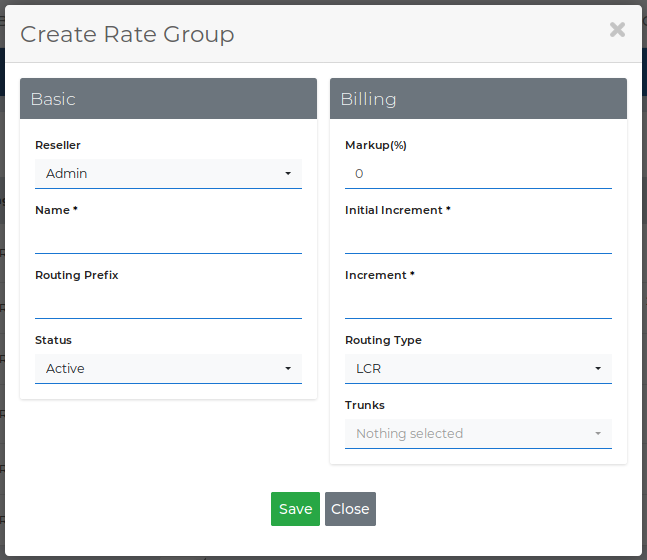 Create Rate Group
×
Basic
Reseller
Admin
Name *
Routing Prefix
Status
Active
Billing
Markup(%)
0
Initial Increment *
Increment *
Routing Type
LCR
Trunks
Nothing selected
Save
Close